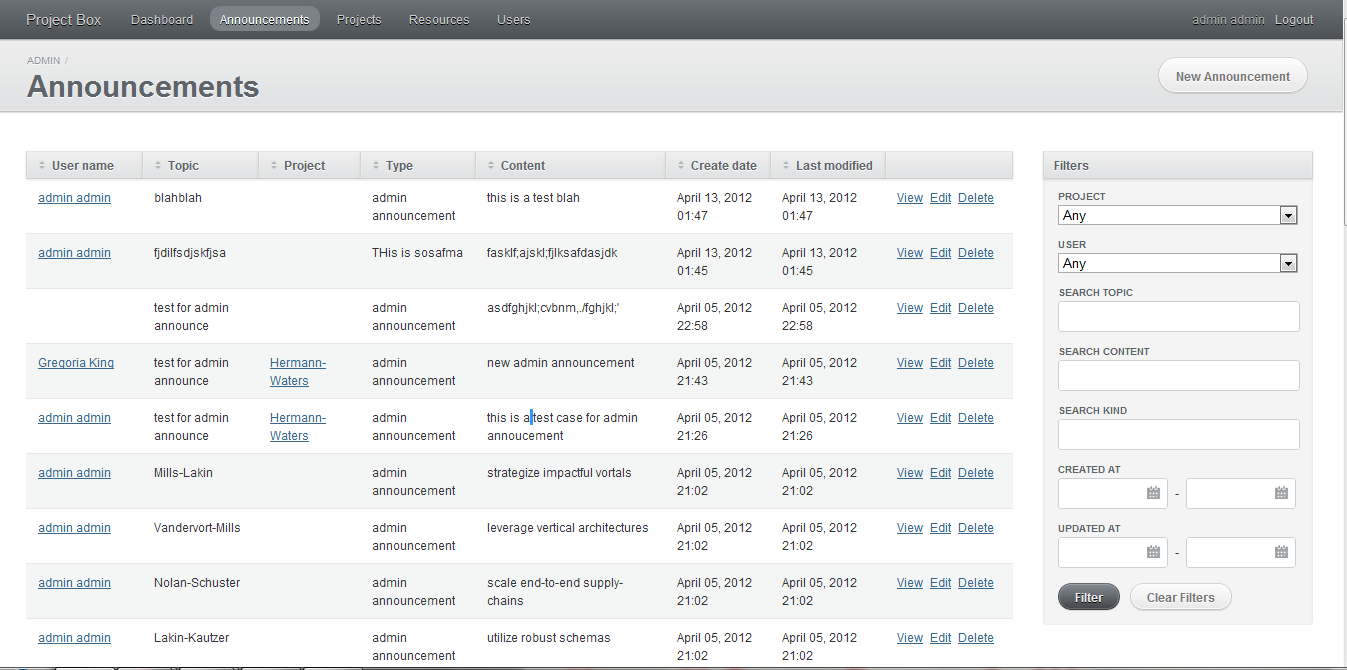 Project Box Dashboard Announcements Projects Resources Users admin admin Logout
ADMIN /
Announcements
New Announcement
User name Topic Project Type Content Create date Last modified
admin admin blahblah admin this is a test blah April 13, 2012 April 13, 2012 View Edit Delete
announcement 01:47 01:47
admin admin fjdilfsdjskfjsa THis is sosafma fasklf;ajskl;fjlksafdasjdk April 13, 2012 April 13, 2012 View Edit Delete
01:45 01:45
test for admin admin asdfghjkl;cvbnm,./fghjkl;' April 05, 2012 April 05, 2012 View Edit Delete
announce announcement 22:58 22:58
Gregoria King test for admin Hermann- admin new admin announcement April 05, 2012 April 05, 2012 View Edit Delete
announce Waters announcement 21:43 21:43
admin admin test for admin Hermann- admin this is a test case for admin April 05, 2012 April 05, 2012 View Edit Delete
announce Waters announcement annoucement 21:26 21:26
admin admin Mills-Lakin admin strategize impactful vortals April 05, 2012 April 05, 2012 View Edit Delete
announcement 21:02 21:02
admin admin Vandervort-Mills admin leverage vertical architectures April 05, 2012 April 05, 2012 View Edit Delete
announcement 21:02 21:02
admin admin Nolan-Schuster admin scale end-to-end supply- April 05, 2012 April 05, 2012 View Edit Delete
announcement chains 21:02 21:02
admin admin Lakin-Kautzer admin utilize robust schemas April 05, 2012 April 05, 2012 View Edit Delete
announcement 21:02 21:02
Filters
PROJECT
Any
USER
Any
SEARCH TOPIC
SEARCH CONTENT
SEARCH KIND
CREATED AT
-
UPDATED AT
-
Filter Clear Filters